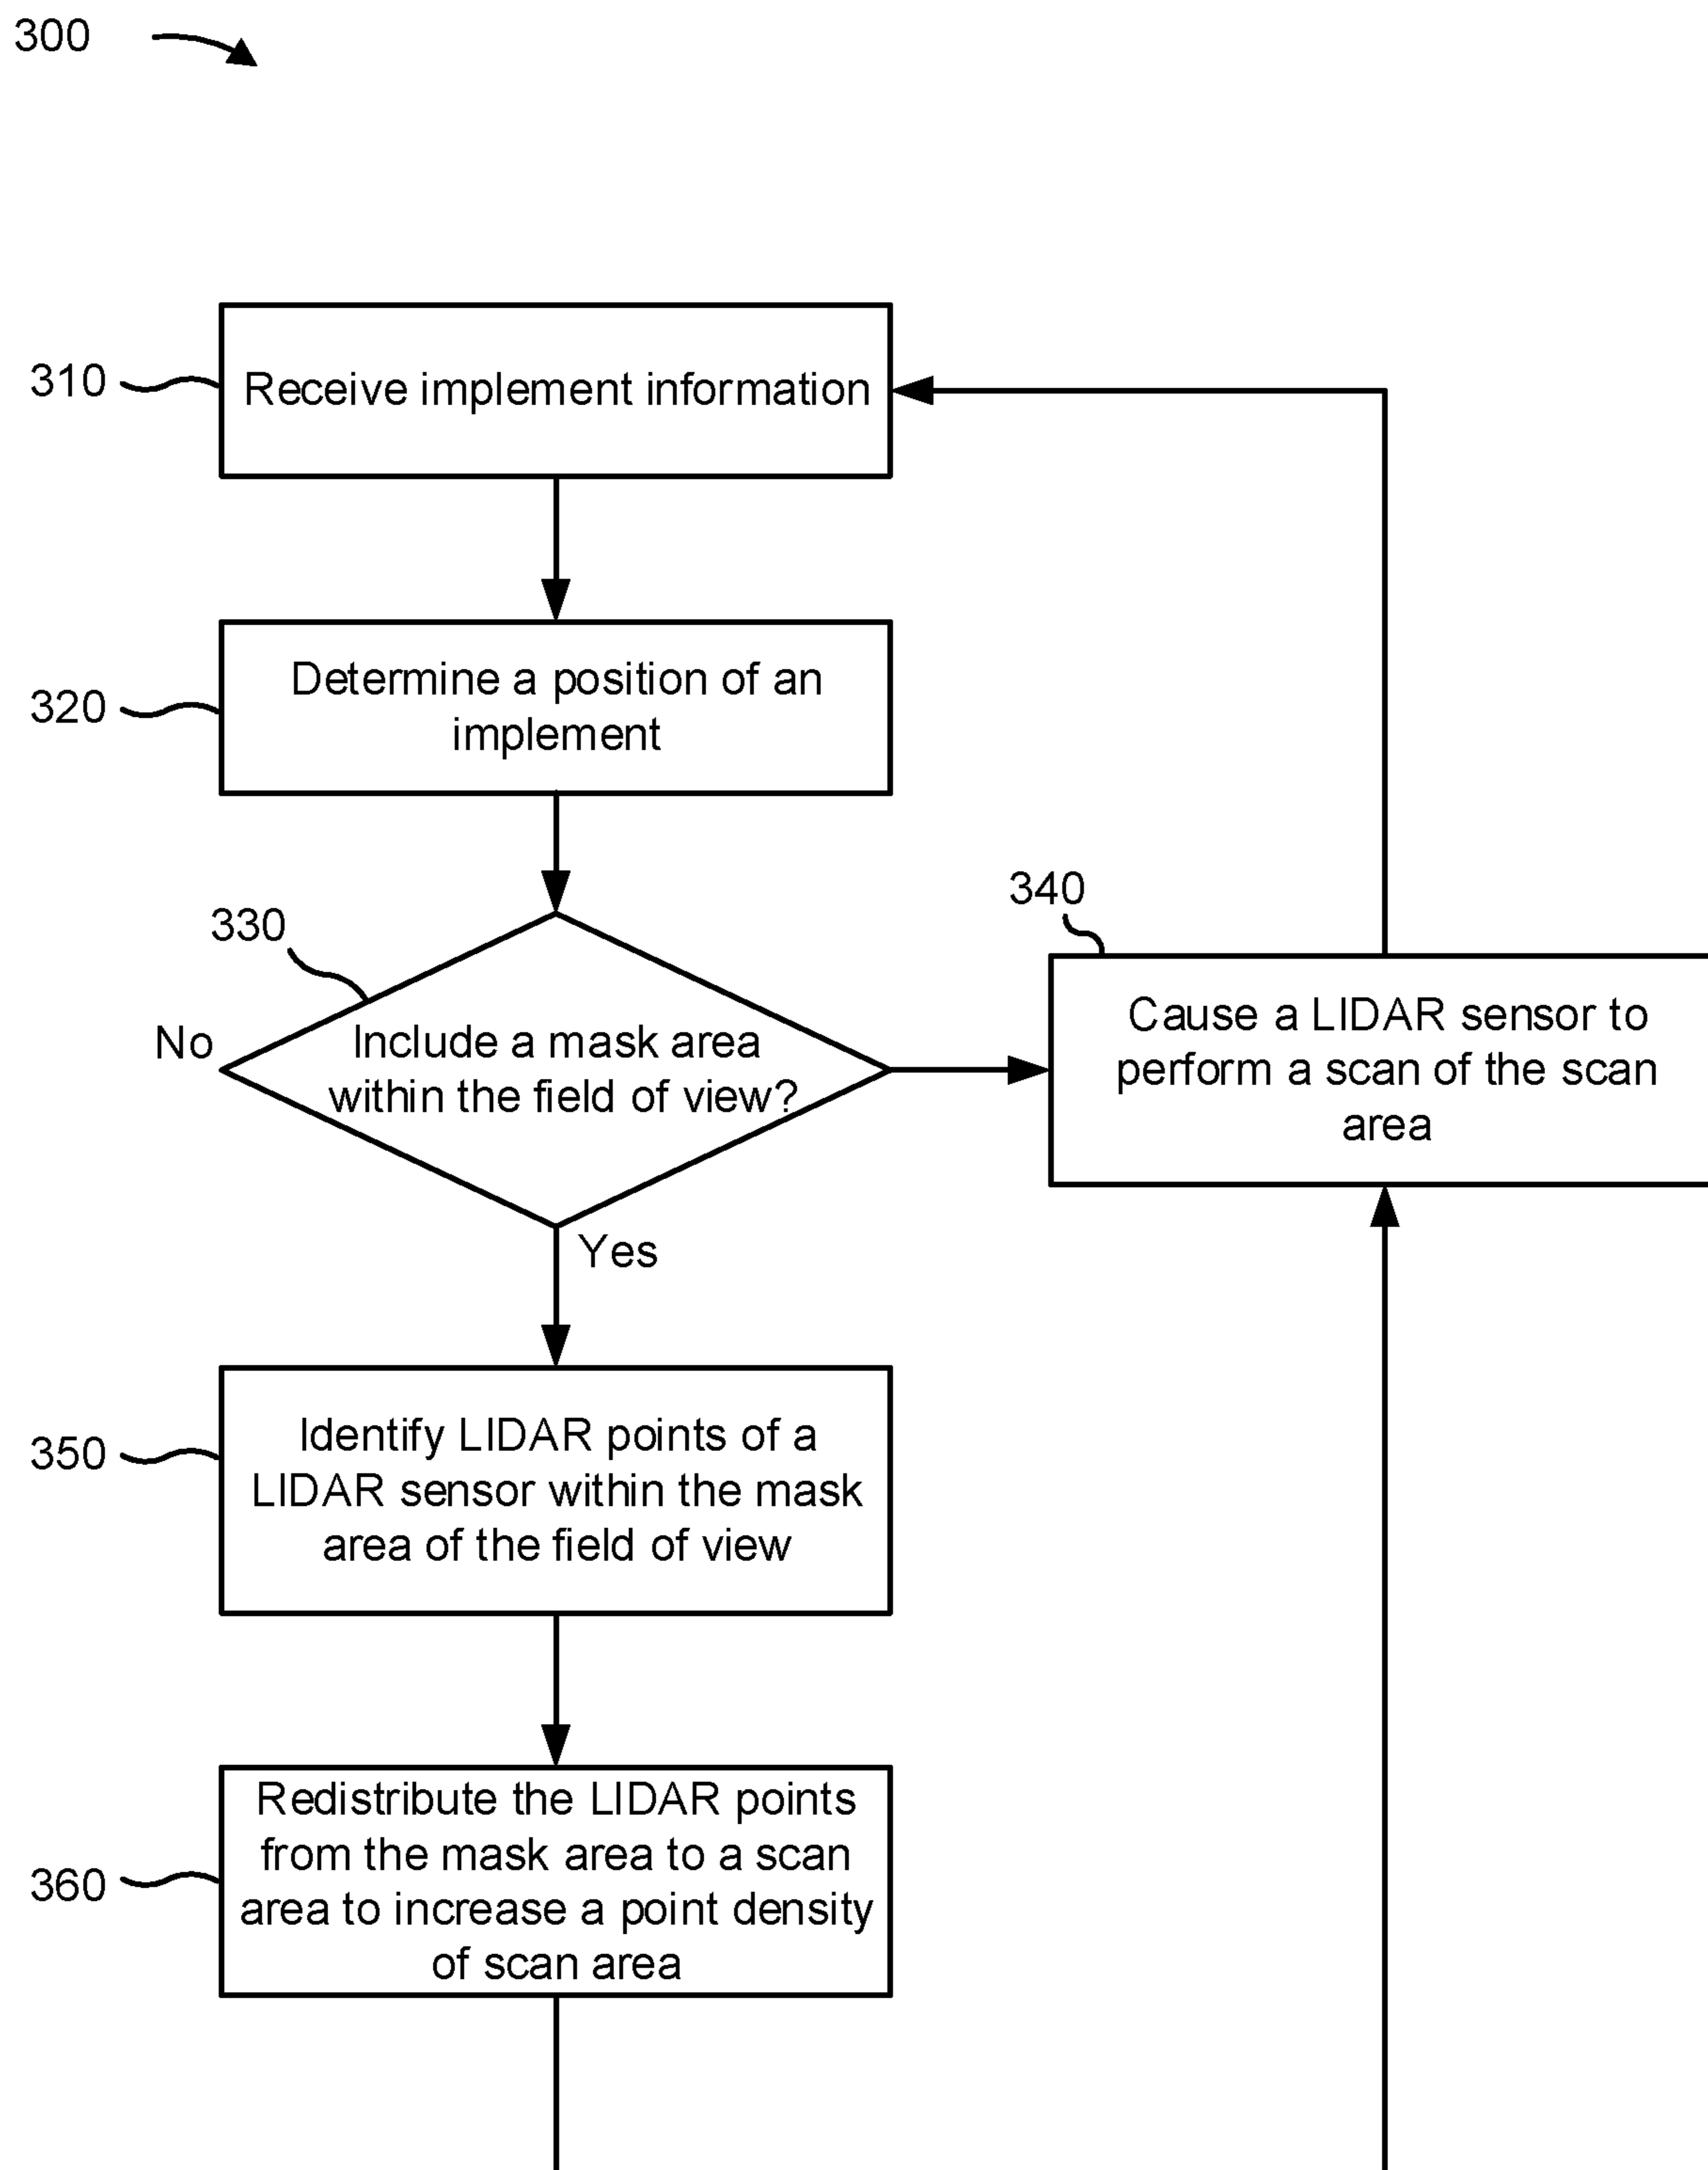 300
310
Receive implement information
320
Determine a position of an
implement
330
340
No
Include a mask area
within the field of view?
Cause a LIDAR sensor to
perform a scan of the scan
area
Yes
350
Identify LIDAR points of a
LIDAR sensor within the mask
area of the field of view
360
Redistribute the LIDAR points
from the mask area to a scan
area to increase a point density
of scan area